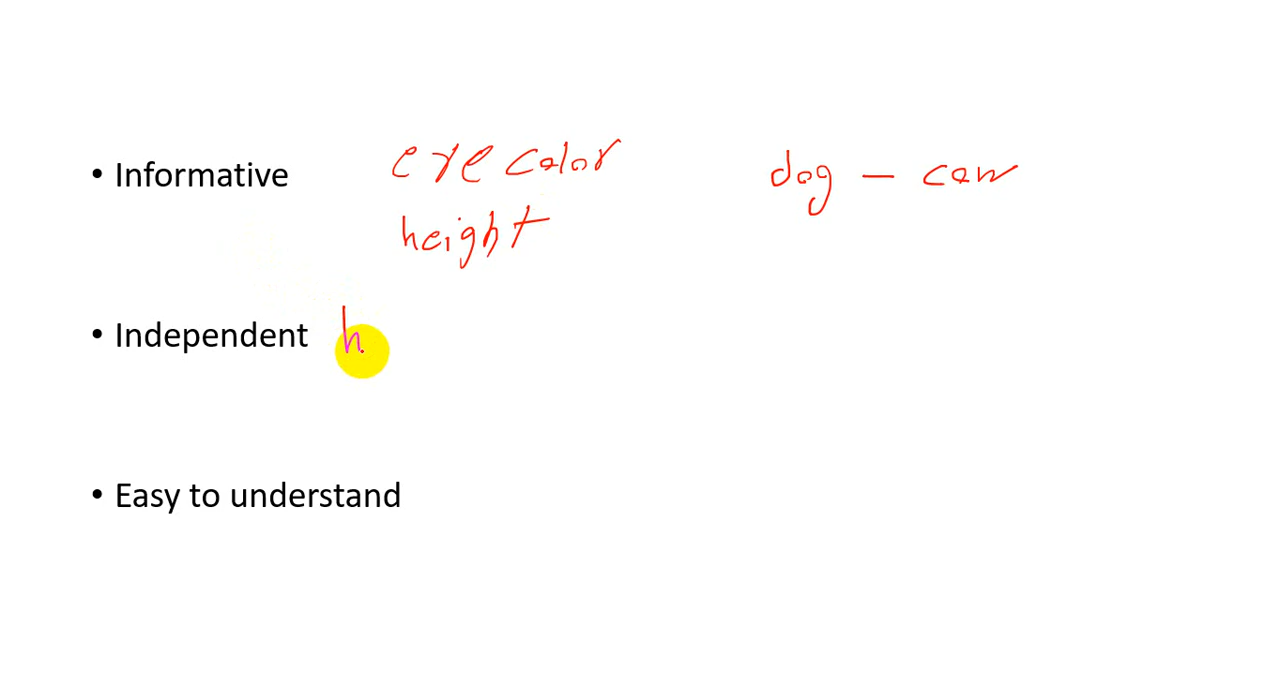 • Informative eye color dog – cow
height
• Independent h
• Easy to understand